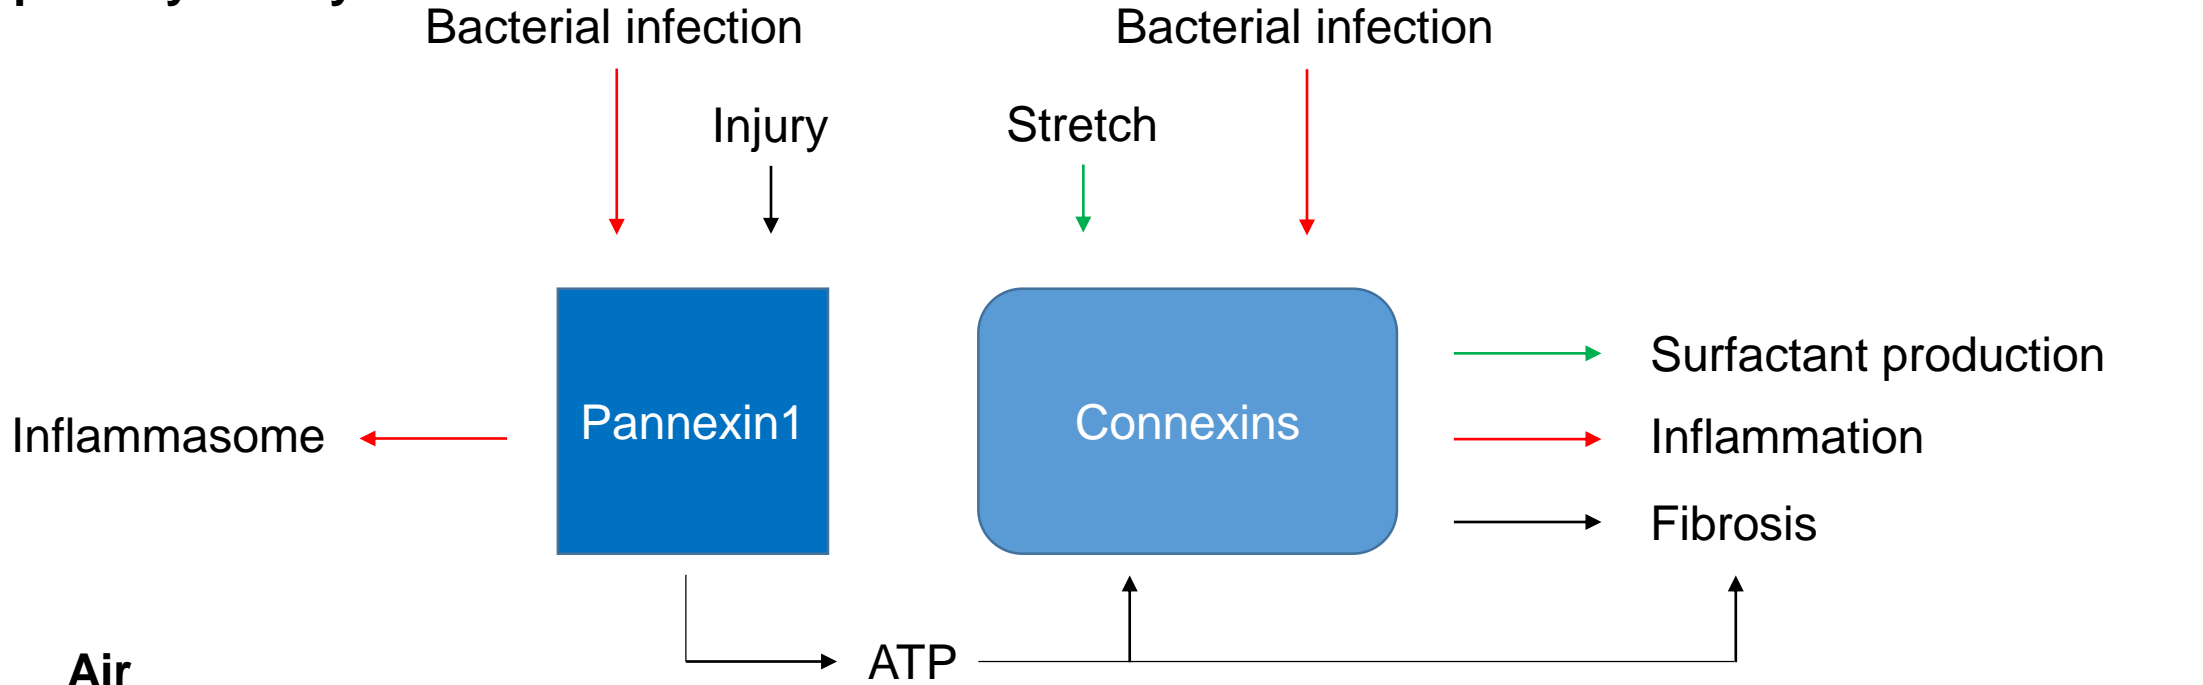 Bacterial infection
Bacterial infection
Injury
Stretch
Surfactant production
Pannexin1
Connexins
Inflammasome
Inflammation
Fibrosis
ATP
Air